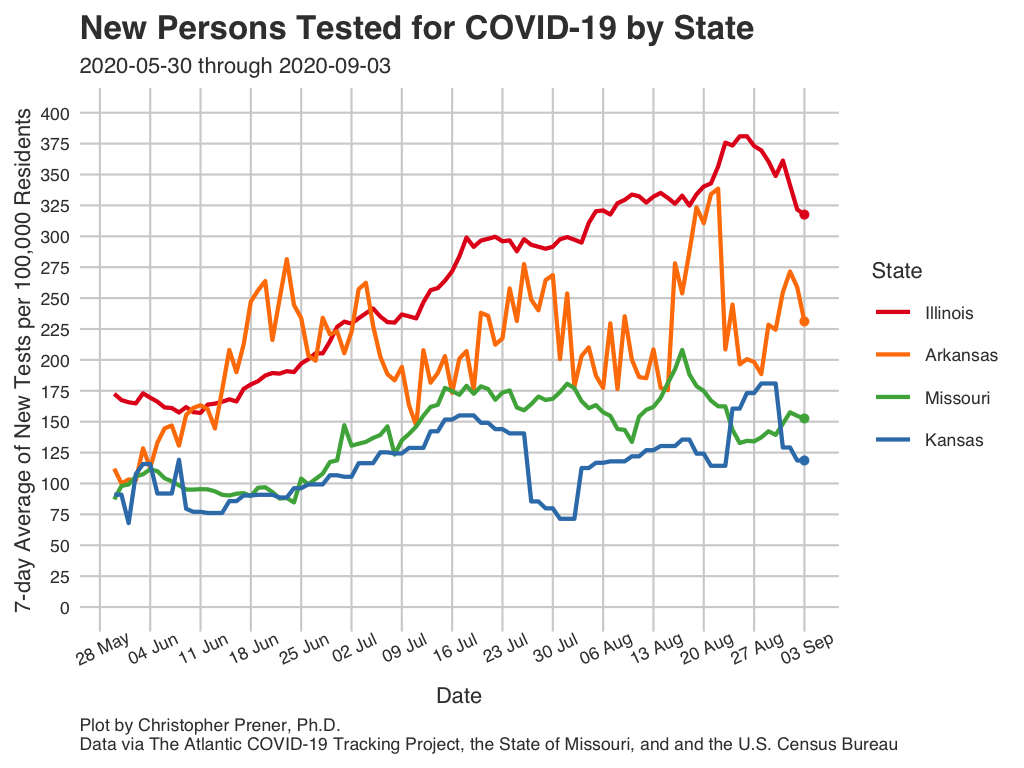 New Persons Tested for COVID-19 by State
2020-05-30 through 2020-09-03
7-day Average of New Tests per 100,000 Residents
400
375
350
325
300
275
250
225
200
175
150
125
100
75
50
25
0
28 May
04 Jun
11 Jun
18 Jun
25 Jun
02 Jul
09 Jul
16 Jul
23 Jul
30 Jul
06 Aug
13 Aug
20 Aug
27 Aug
03 Sep
Date
State
Illinois
Arkansas
Missouri
Kansas
Plot by Christopher Prener, Ph.D.
Data via The Atlantic COVID-19 Tracking Project, the State of Missouri, and and the U.S. Census Bureau